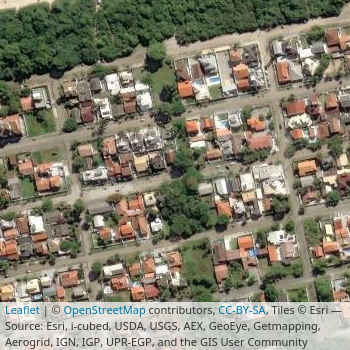 Leaflet | © OpenStreetMap contributors, CC-BY-SA, Tiles © Esri —
Source: Esri, i-cubed, USDA, USGS, AEX, GeoEye, Getmapping,
Aerogrid, IGN, IGP, UPR-EGP, and the GIS User Community